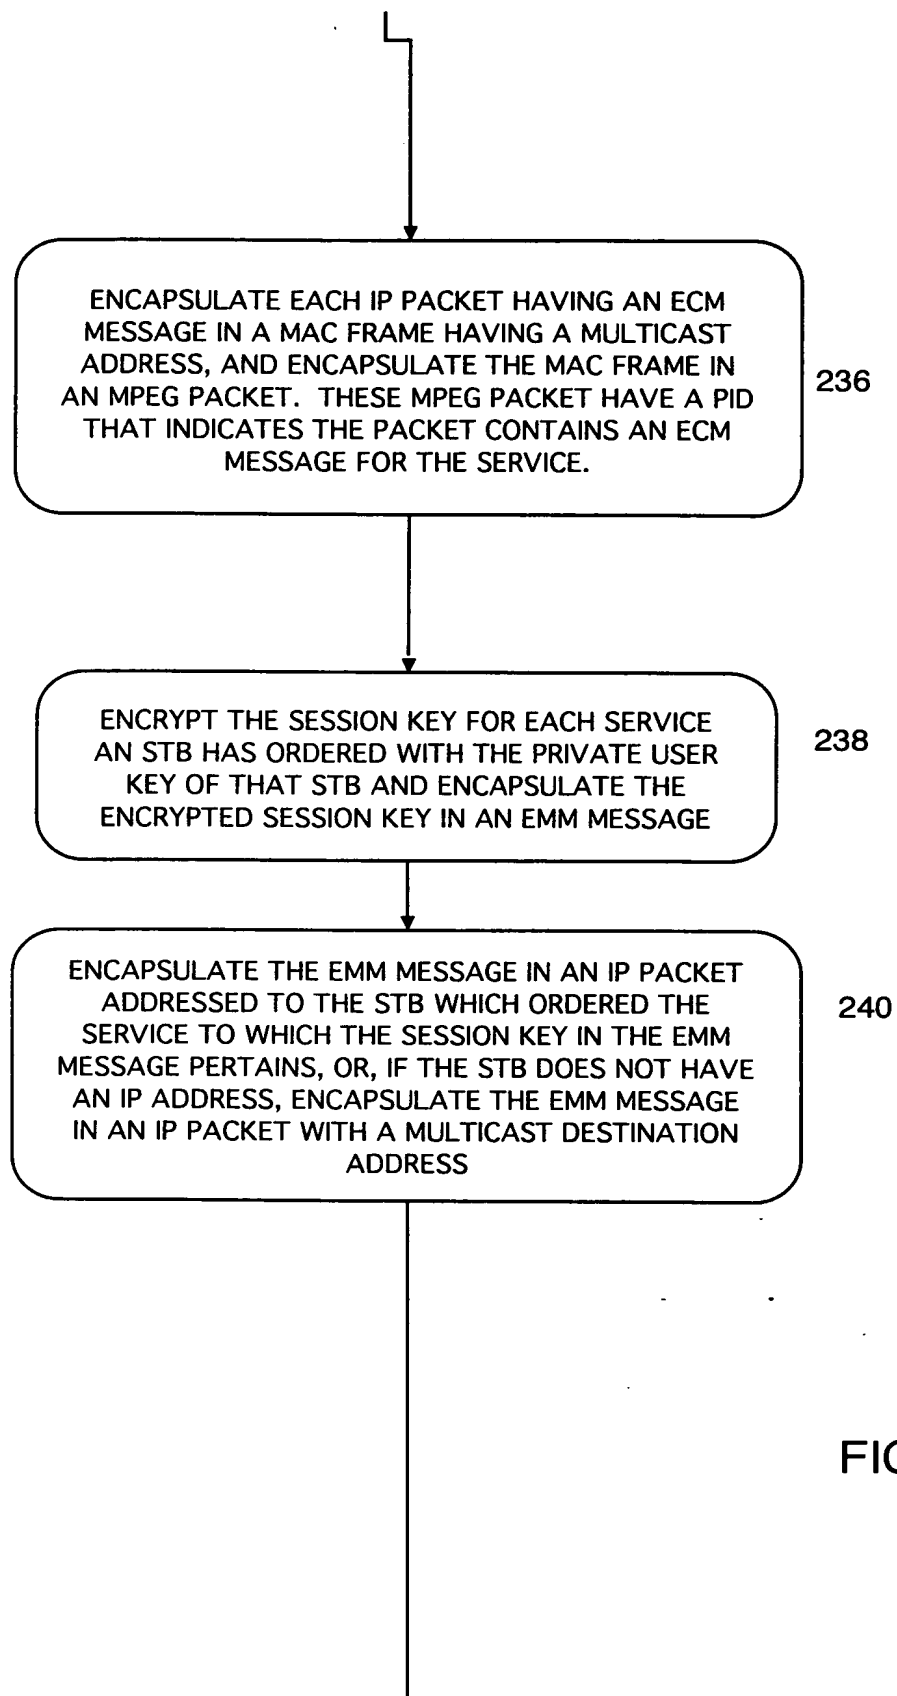 ENCAPSULATE EACH IP PACKET HAVING AN ECM
MESSAGE IN A MAC FRAME HAVING A MULTICAST
ADDRESS, AND ENCAPSULATE THE MAC FRAME IN
AN MPEG PACKET. THESE MPEG PACKET HAVE A PID
THAT INDICATES THE PACKET CONTAINS AN ECM
MESSAGE FOR THE SERVICE.
236
ENCRYPT THE SESSION KEY FOR EACH SERVICE
AN STB HAS ORDERED WITH THE PRIVATE USER
KEY OF THAT STB AND ENCAPSULATE THE
ENCRYPTED SESSION KEY IN AN EMM MESSAGE
238
ENCAPSULATE THE EMM MESSAGE IN AN IP PACKET
ADDRESSED TO THE STB WHICH ORDERED THE
SERVICE TO WHICH THE SESSION KEY IN THE EMM
MESSAGE PERTAINS, OR, IF THE STB DOES NOT HAVE
AN IP ADDRESS, ENCAPSULATE THE EMM MESSAGE
IN AN IP PACKET WITH A MULTICAST DESTINATION
ADDRESS
240